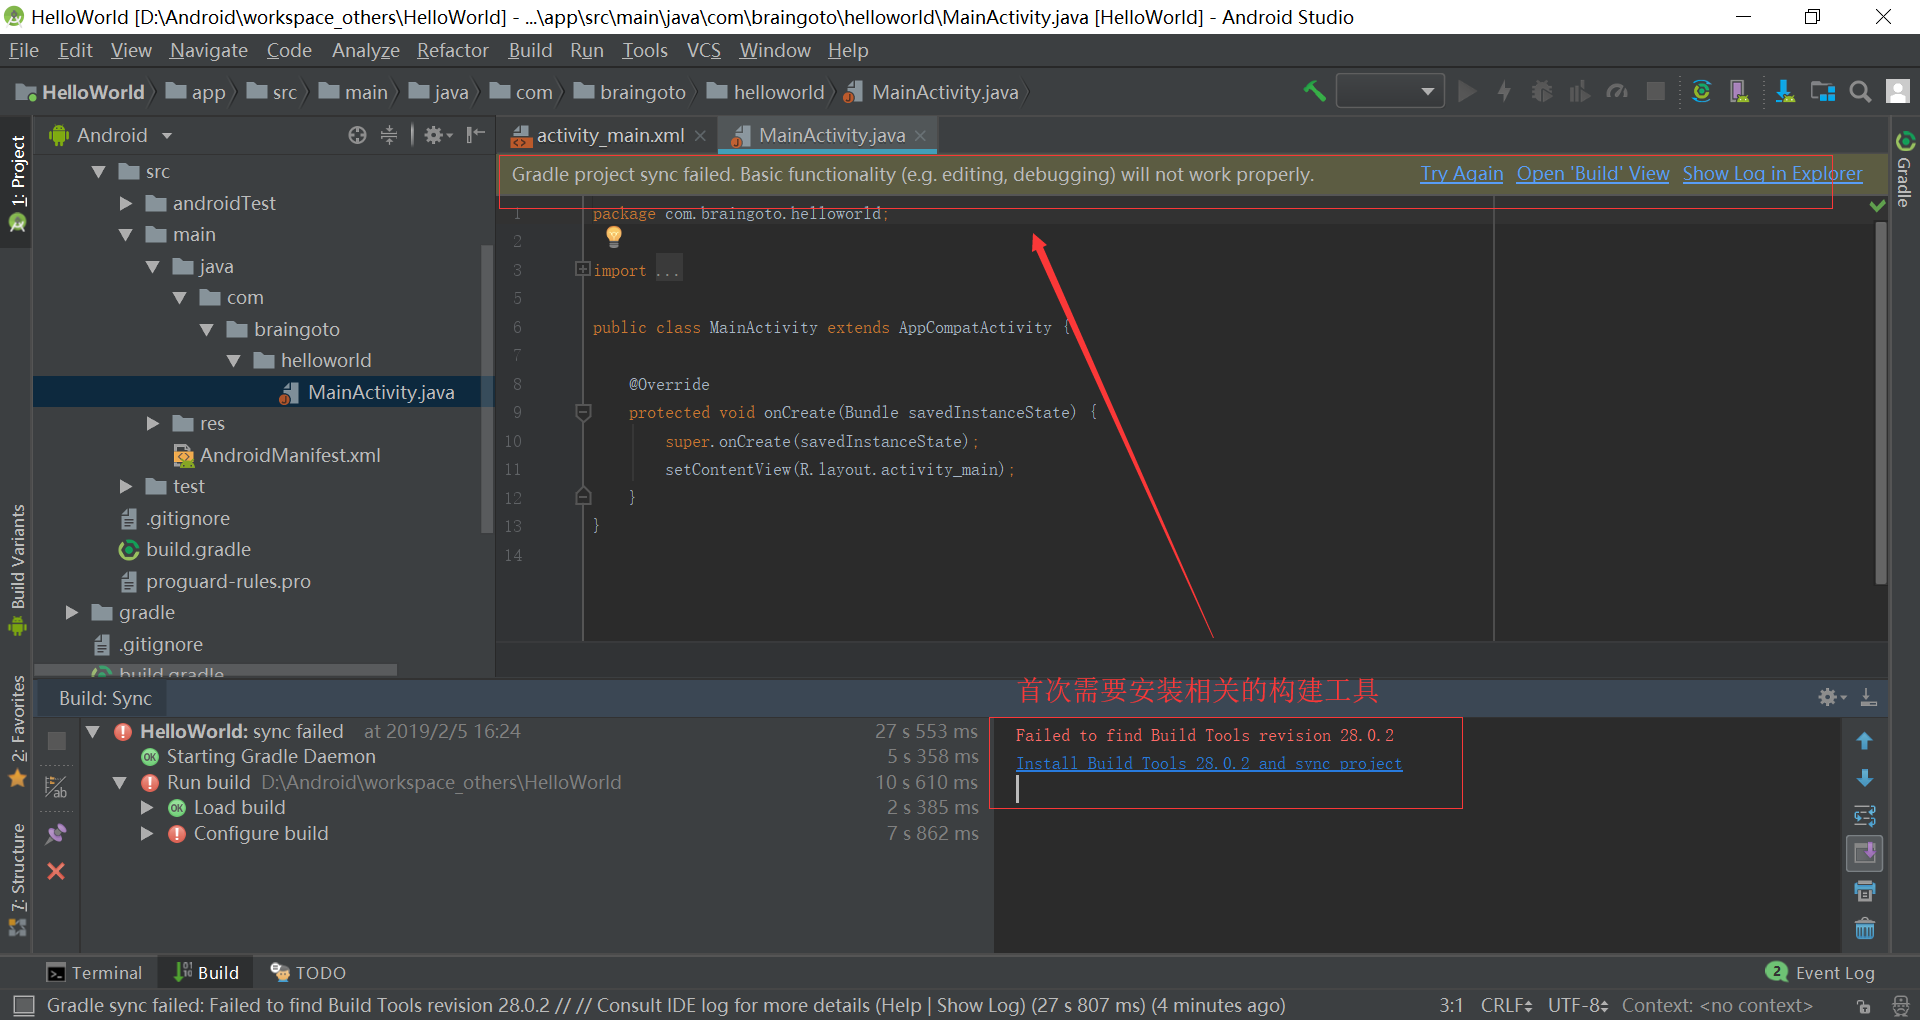 HelloWorld [D:\Android\workspace_others\HelloWorld] - ...\app\src\main\java\com\braingoto\helloworld\MainActivity.java [HelloWorld] - Android Studio
File Edit View Navigate Code Analyze Refactor Build Run Tools VCS Window Help
HelloWorld app src main java com braingoto helloworld MainActivity.java
1: Project
Build Variants
2: Favorites
7: Structure
Android
src
androidTest
main
java
com
braingoto
helloworld
MainActivity.java
res
AndroidManifest.xml
test
.gitignore
build.gradle
proguard-rules.pro
gradle
.gitignore
build.gradle
activity_main.xml MainActivity.java
Gradle project sync failed. Basic functionality (e.g. editing, debugging) will not work properly. Try Again Open 'Build' View Show Log in Explorer
1 package com.braingoto.helloworld;
2
3 import ...
5
6 public class MainActivity extends AppCompatActivity {
7
8 @Override
9 protected void onCreate(Bundle savedInstanceState) {
10 super.onCreate(savedInstanceState);
11 setContentView(R.layout.activity_main);
12 }
13 }
14
Gradle
Build: Sync
首次需要安装相关的构建工具
HelloWorld: sync failed at 2019/2/5 16:24 27 s 553 ms
OK Starting Gradle Daemon 5 s 358 ms
Run build D:\Android\workspace_others\HelloWorld 10 s 610 ms
OK Load build 2 s 385 ms
Configure build 7 s 862 ms
Failed to find Build Tools revision 28.0.2
Install Build Tools 28.0.2 and sync project
Terminal Build TODO 2 Event Log
Gradle sync failed: Failed to find Build Tools revision 28.0.2 // // Consult IDE log for more details (Help | Show Log) (27 s 807 ms) (4 minutes ago) 3:1 CRLF UTF-8 Context: <no context>